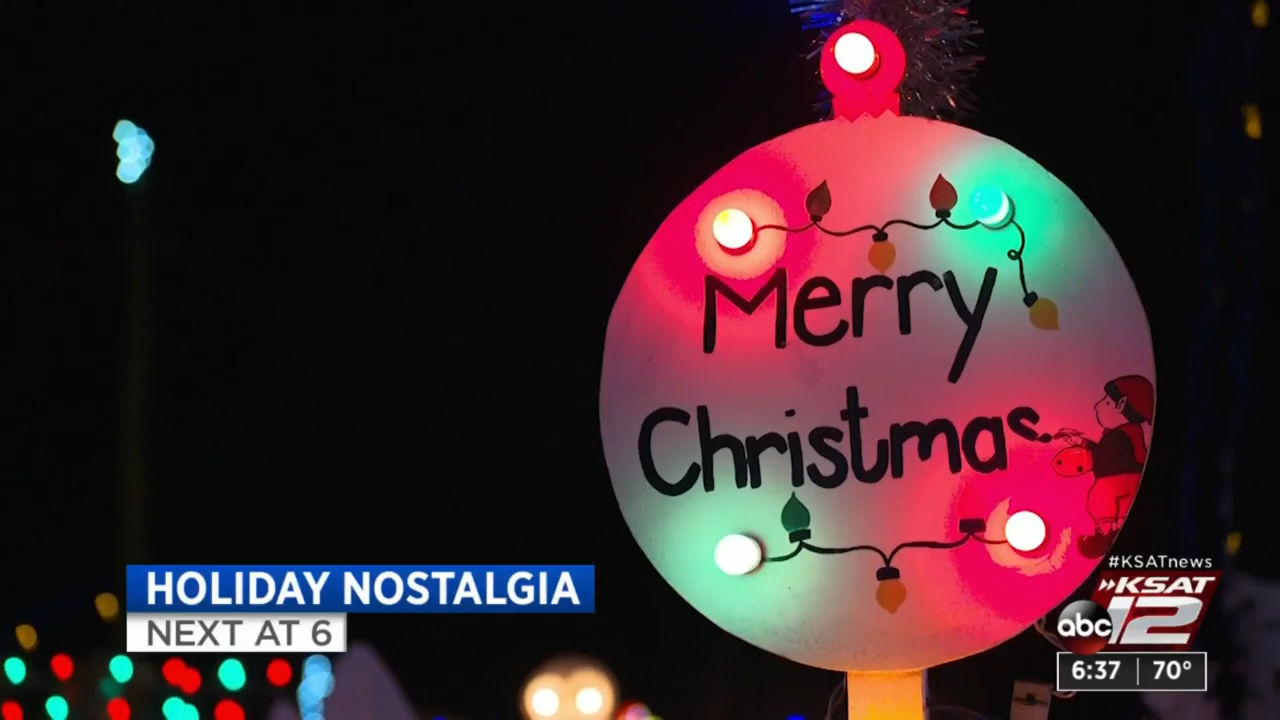 Merry
Christmas
HOLIDAY NOSTALGIA
NEXT AT 6
#KSATnews
KSAT
abc 12
6:37 | 70°